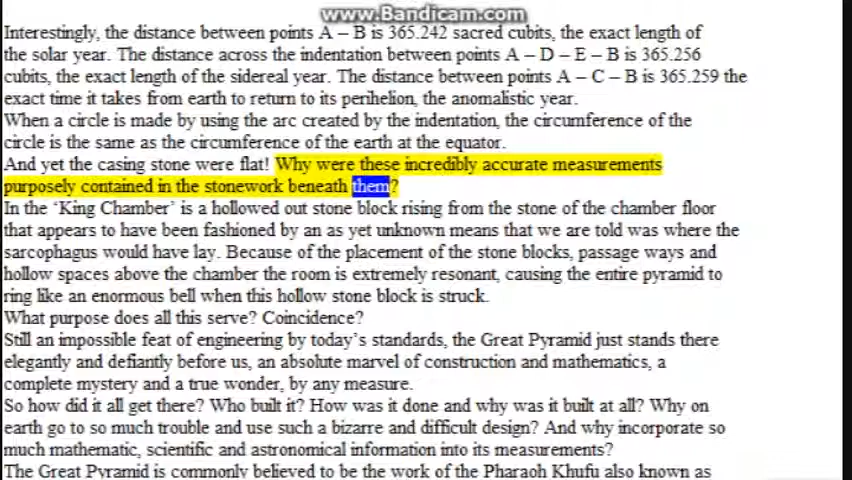 www.Bandicam.com
Interestingly, the distance between points A – B is 365.242 sacred cubits, the exact length of
the solar year. The distance across the indentation between points A – D – E – B is 365.256
cubits, the exact length of the sidereal year. The distance between points A – C – B is 365.259 the
exact time it takes from earth to return to its perihelion, the anomalistic year.
When a circle is made by using the arc created by the indentation, the circumference of the
circle is the same as the circumference of the earth at the equator.
And yet the casing stone were flat! Why were these incredibly accurate measurements
purposely contained in the stonework beneath them?
In the ‘King Chamber’ is a hollowed out stone block rising from the stone of the chamber floor
that appears to have been fashioned by an as yet unknown means that we are told was where the
sarcophagus would have lay. Because of the placement of the stone blocks, passage ways and
hollow spaces above the chamber the room is extremely resonant, causing the entire pyramid to
ring like an enormous bell when this hollow stone block is struck.
What purpose does all this serve? Coincidence?
Still an impossible feat of engineering by today’s standards, the Great Pyramid just stands there
elegantly and defiantly before us, an absolute marvel of construction and mathematics, a
complete mystery and a true wonder, by any measure.
So how did it all get there? Who built it? How was it done and why was it built at all? Why on
earth go to so much trouble and use such a bizarre and difficult design? And why incorporate so
much mathematic, scientific and astronomical information into its measurements?
The Great Pyramid is commonly believed to be the work of the Pharaoh Khufu also known as